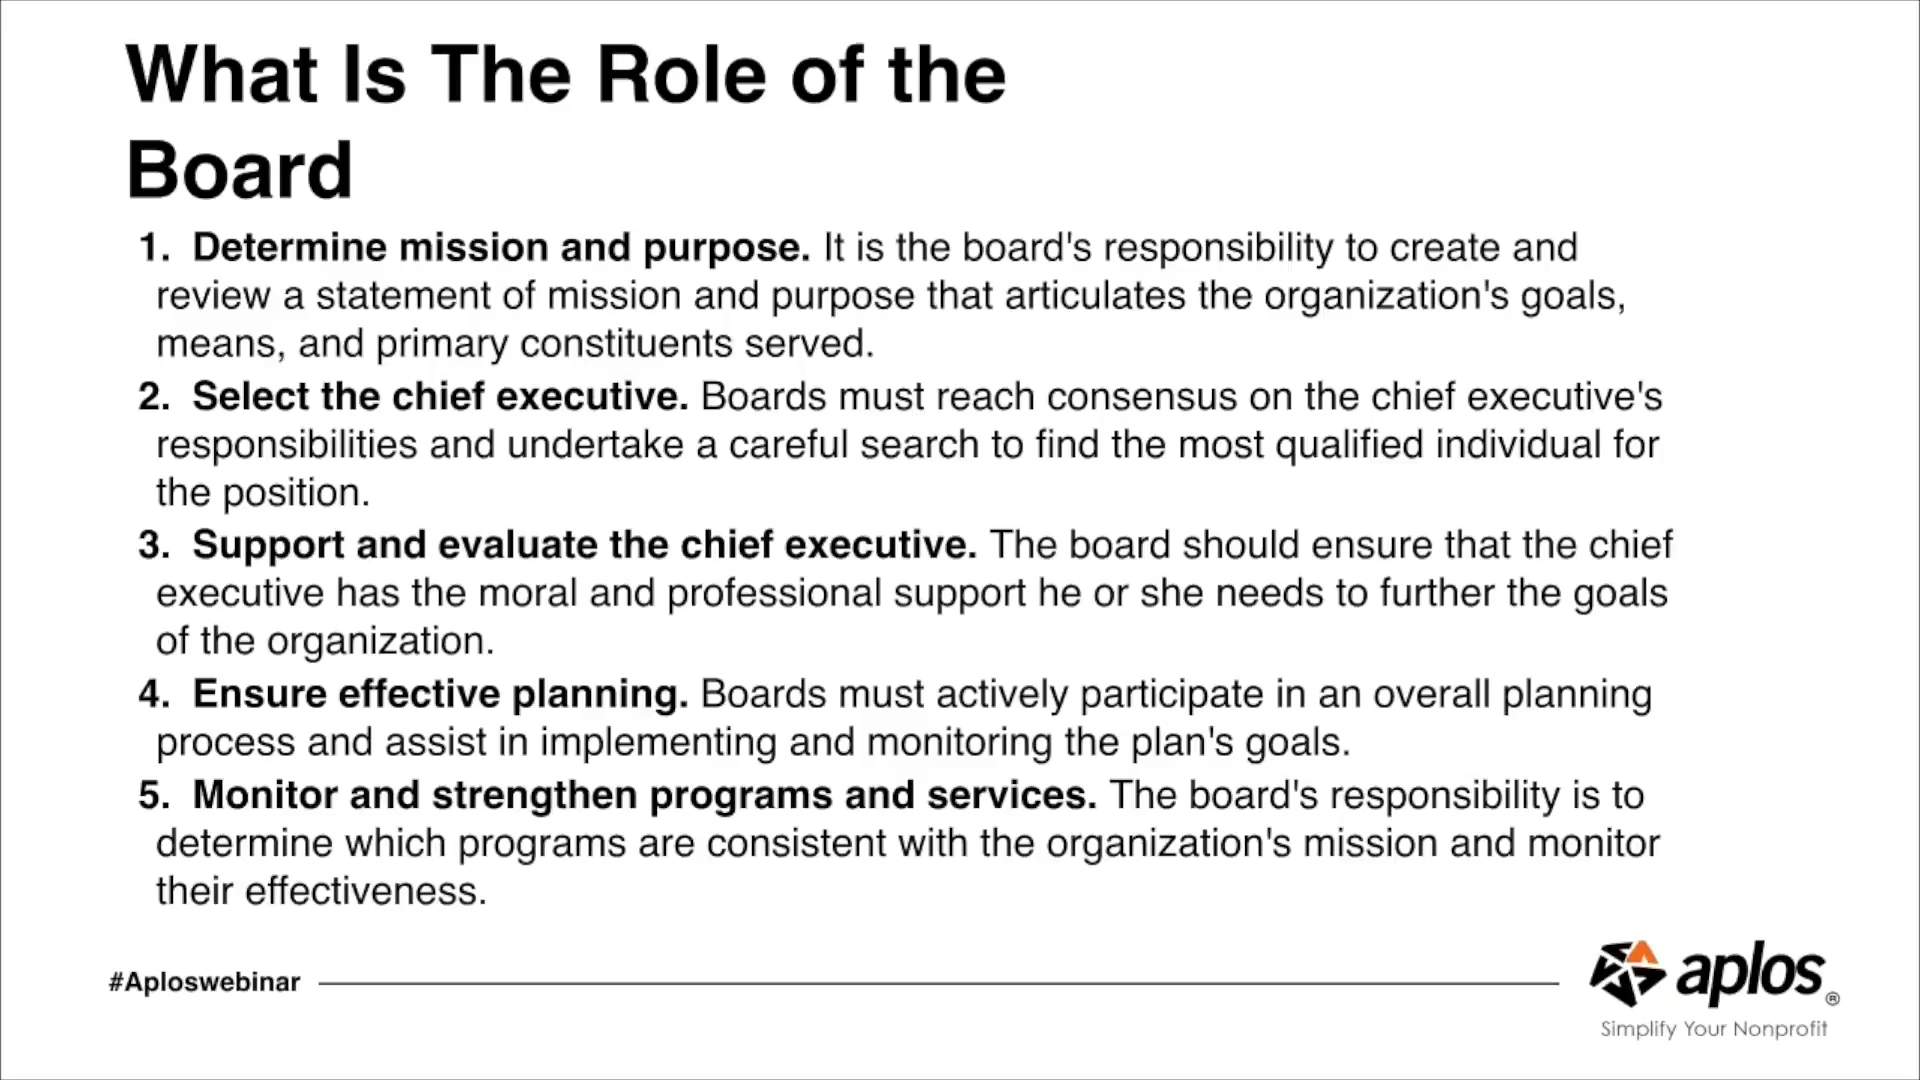 What Is The Role of the
Board
1. Determine mission and purpose. It is the board's responsibility to create and
review a statement of mission and purpose that articulates the organization's goals,
means, and primary constituents served.
2. Select the chief executive. Boards must reach consensus on the chief executive's
responsibilities and undertake a careful search to find the most qualified individual for
the position.
3. Support and evaluate the chief executive. The board should ensure that the chief
executive has the moral and professional support he or she needs to further the goals
of the organization.
4. Ensure effective planning. Boards must actively participate in an overall planning
process and assist in implementing and monitoring the plan's goals.
5. Monitor and strengthen programs and services. The board's responsibility is to
determine which programs are consistent with the organization's mission and monitor
their effectiveness.
#Aploswebinar
aplos®
Simplify Your Nonprofit